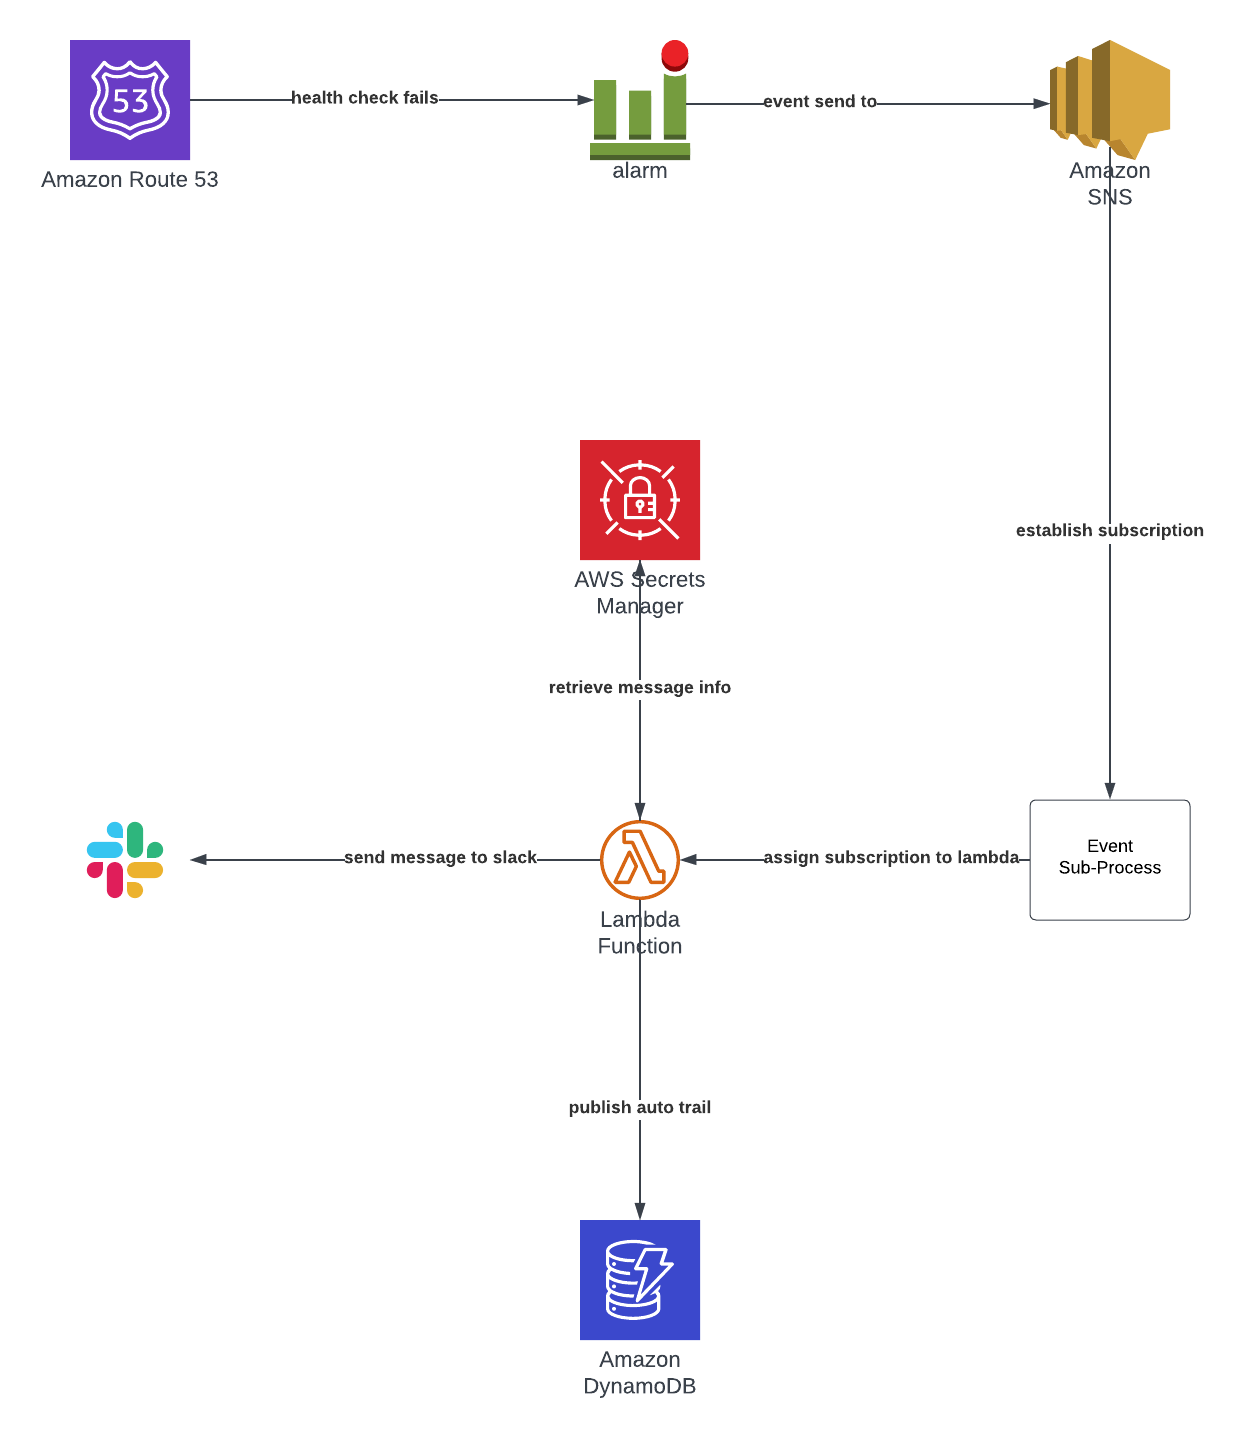 53
health check fails
event send to
Amazon Route 53
alarm
Amazon
SNS
establish subscription
AWS Secrets
Manager
retrieve message info
send message to slack
assign subscription to lambda
Event
Sub-Process
Lambda
Function
publish auto trail
Amazon
DynamoDB